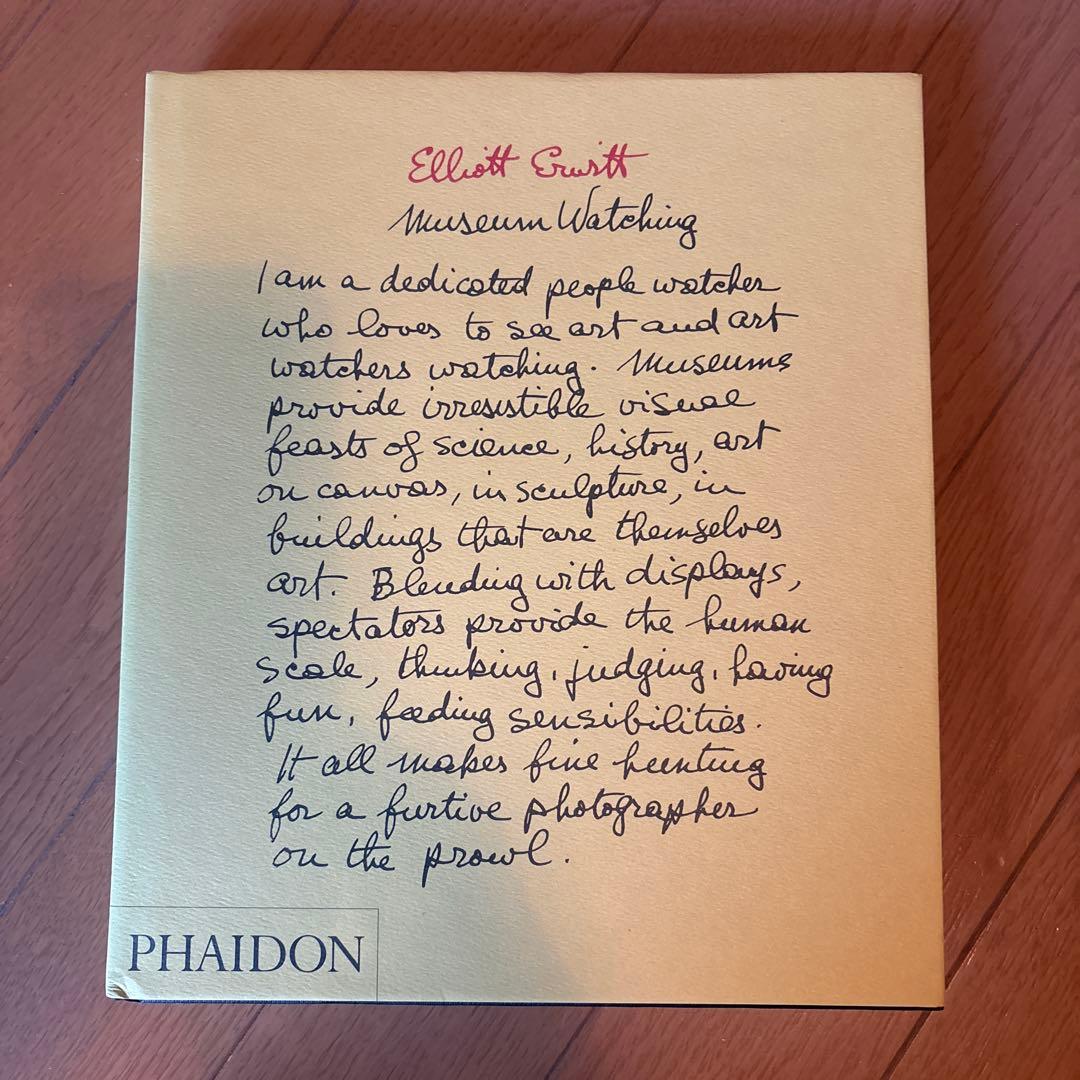 Elliott Erwitt
Museum Watching
I am a dedicated people watcher
who loves to see art and art
watchers watching. Museums
provide irresistible visual
feasts of science, history, art
on canvas, in sculpture, in
buildings that are themselves
art. Blending with displays,
spectators provide the human
scale, thinking, judging, having
fun, feeding sensibilities.
It all makes fine hunting
for a furtive photographer
on the prowl.
PHAIDON